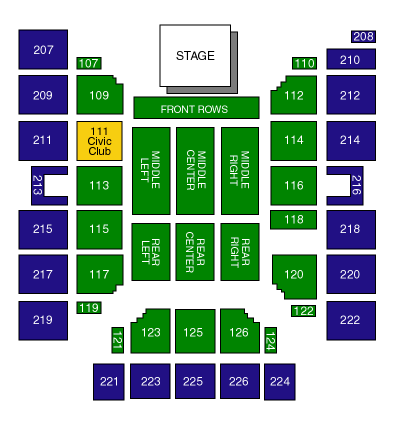 208
207
STAGE
210
107
110
209
109
112
212
FRONT ROWS
211
111
Civic
Club
MIDDLE
LEFT
MIDDLE
CENTER
MIDDLE
RIGHT
114
214
213
113
116
216
215
115
118
218
REAR
LEFT
REAR
CENTER
REAR
RIGHT
217
117
120
220
219
119
122
222
121
123
125
126
124
221
223
225
226
224